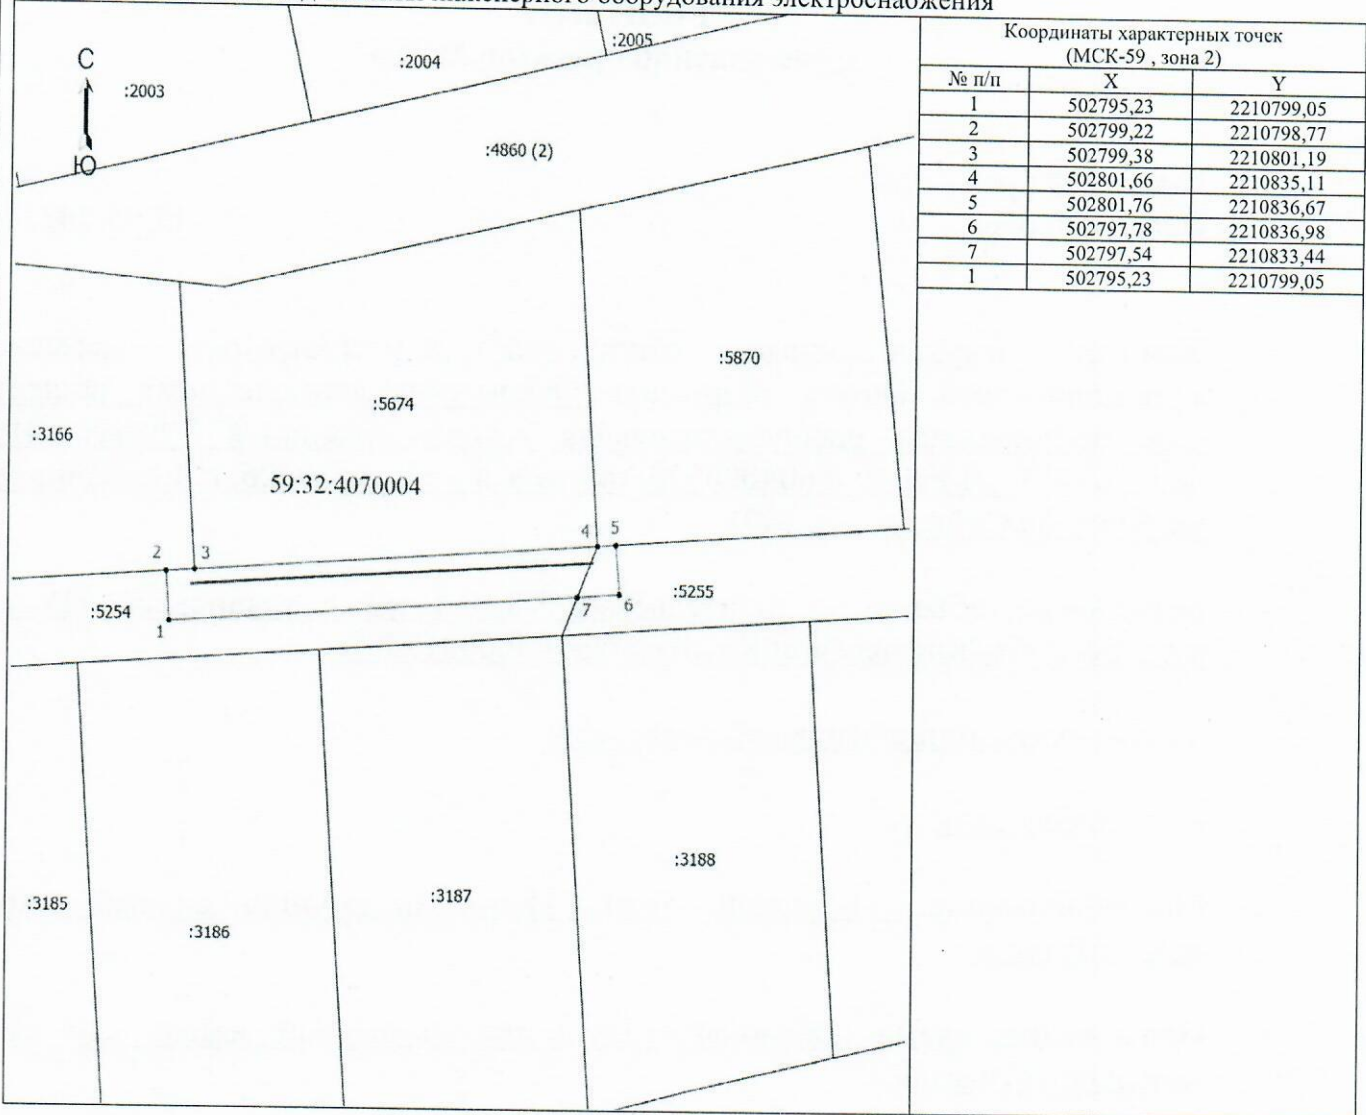 инженерного оборудования электроснабжения
Координаты характерных точек
(МСК-59 , зона 2)
№ п/п X Y
1 502795,23 2210799,05
2 502799,22 2210798,77
3 502799,38 2210801,19
4 502801,66 2210835,11
5 502801,76 2210836,67
6 502797,78 2210836,98
7 502797,54 2210833,44
1 502795,23 2210799,05
С
Ю
:2003
:2004
:2005
:4860 (2)
:5870
:5674
:3166
59:32:4070004
2 3 4 5
:5254
1
7 6
:5255
:3188
:3187
:3185
:3186